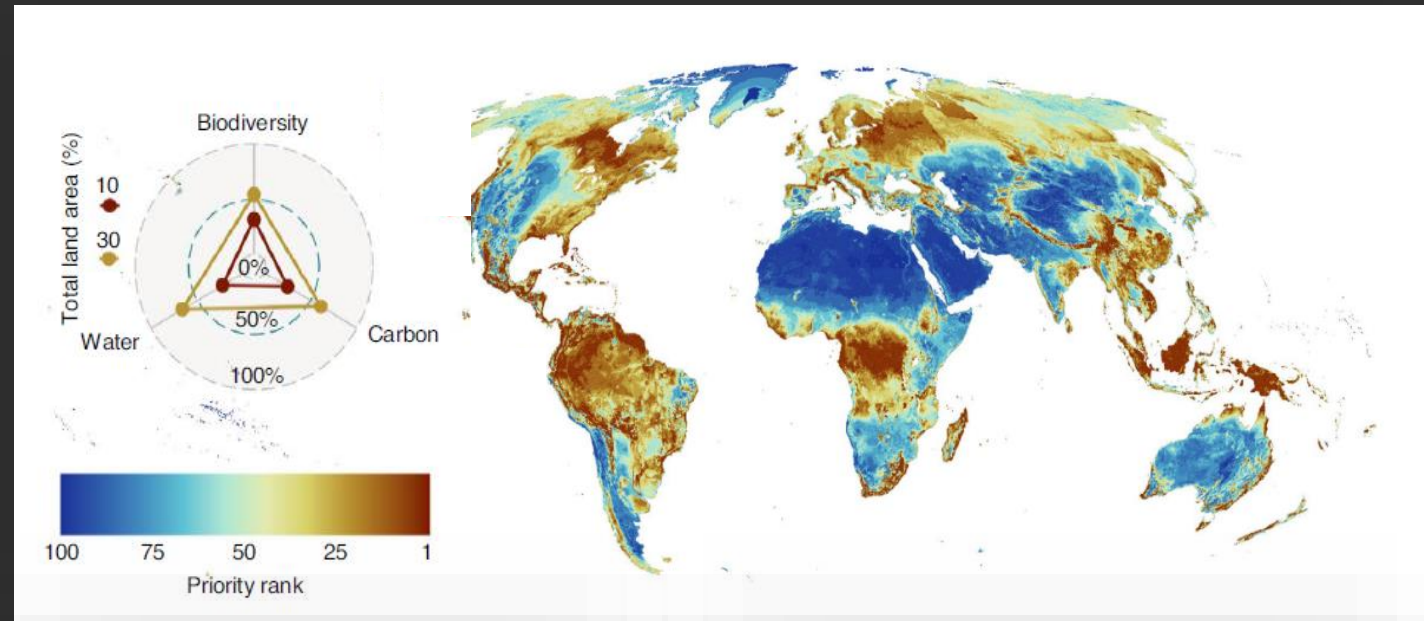 Biodiversity
Total land area (%)
10
30
0%
50%
100%
Water
Carbon
100 75 50 25 1
Priority rank